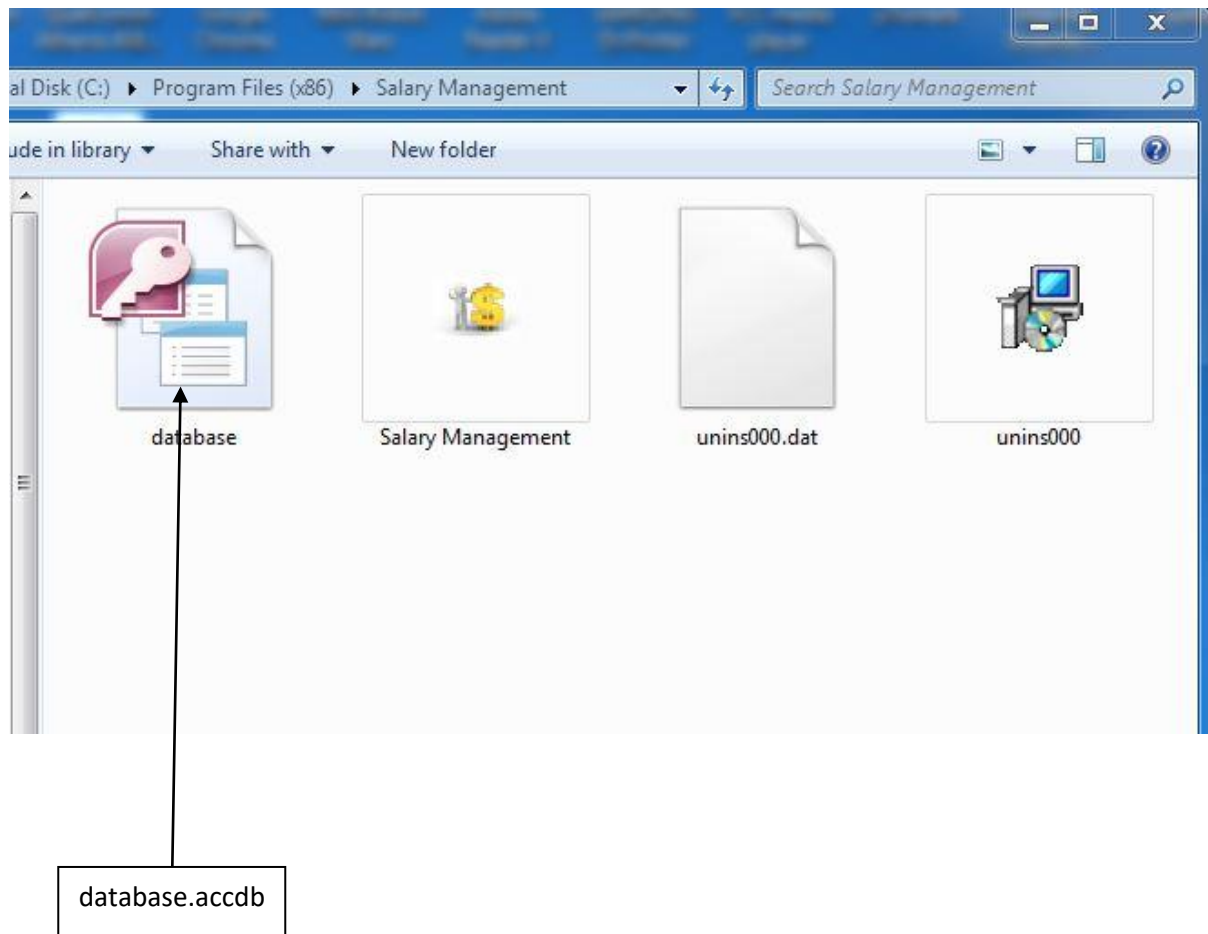 al Disk (C:) Program Files (x86) Salary Management Search Salary Management
ude in library Share with New folder
database Salary Management unins000.dat unins000
database.accdb